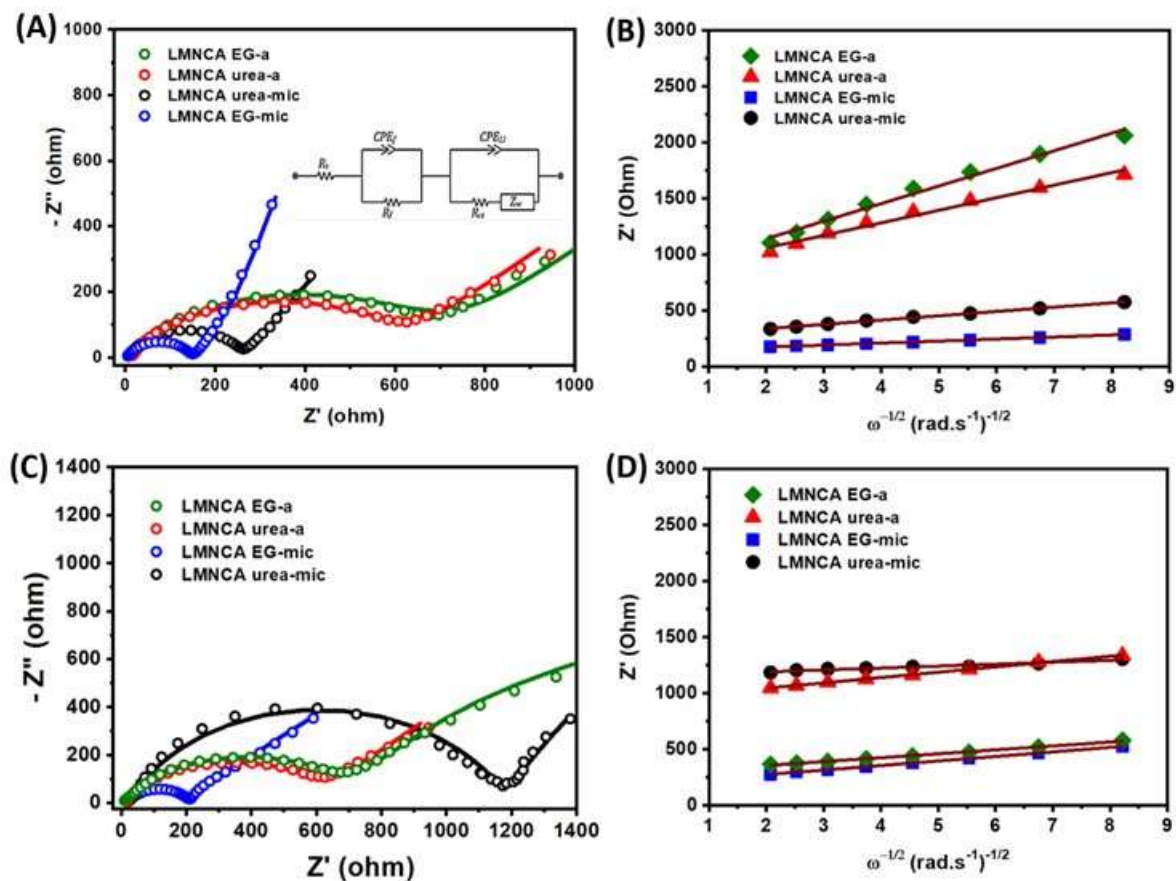 (A)
1000
800
600
400
200
0
- Z'' (ohm)
LMNCA EG-a
LMNCA urea-a
LMNCA urea-mic
LMNCA EG-mic
CPEf
Rs
Rf
Rct
Zw
0 200 400 600 800 1000
Z' (ohm)
(B)
3000
2500
2000
1500
1000
500
0
Z' (Ohm)
LMNCA EG-a
LMNCA urea-a
LMNCA EG-mic
LMNCA urea-mic
1 2 3 4 5 6 7 8 9
ω-1/2 (rad.s-1)-1/2
(C)
1400
1200
1000
800
600
400
200
0
- Z'' (ohm)
LMNCA EG-a
LMNCA urea-a
LMNCA EG-mic
LMNCA urea-mic
0 200 400 600 800 1000 1200 1400
Z' (ohm)
(D)
3000
2500
2000
1500
1000
500
0
Z' (Ohm)
LMNCA EG-a
LMNCA urea-a
LMNCA EG-mic
LMNCA urea-mic
1 2 3 4 5 6 7 8 9
ω-1/2 (rad.s-1)-1/2